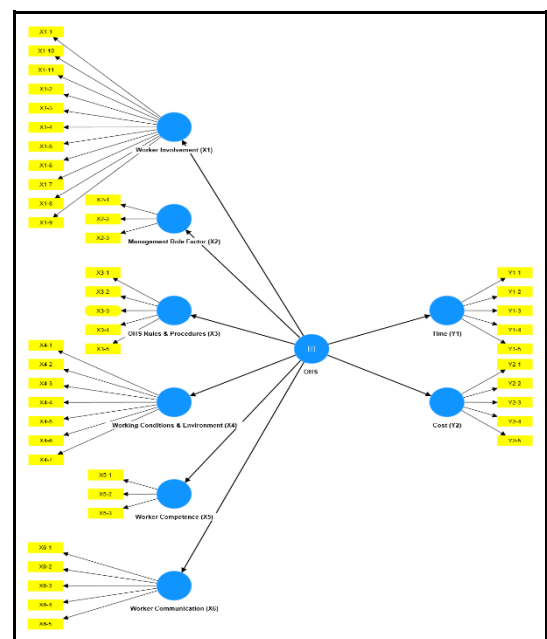 X1-1
X1-10
X1-11
X1-2
X1-3
X1-4
X1-5
X1-6
X1-7
X1-8
X1-9
Worker Involvement (X1)
X2-1
X2-2
X2-3
Management Role Factor (X2)
X3-1
X3-2
X3-3
X3-4
X3-5
OHS Rules & Procedures (X3)
X4-1
X4-2
X4-3
X4-4
X4-5
X4-6
X4-7
Working Conditions & Environment (X4)
X5-1
X5-2
X5-3
Worker Competence (X5)
X6-1
X6-2
X6-3
X6-4
X6-5
Worker Communication (X6)
OHS
Y1-1
Y1-2
Y1-3
Y1-4
Y1-5
Time (Y1)
Y2-1
Y2-2
Y2-3
Y2-4
Y2-5
Cost (Y2)